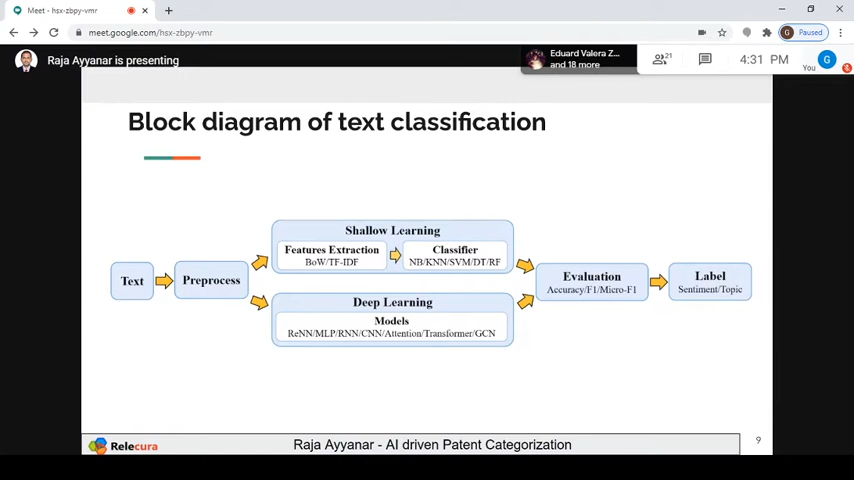 Meet - hsx-zbpy-vmr
meet.google.com/hsx-zbpy-vmr
G
Paused
Raja Ayyanar is presenting
Eduard Valera Z...
and 18 more
21
4:31 PM
You
G
Block diagram of text classification
Text
Preprocess
Shallow Learning
Features Extraction
BoW/TF-IDF
Classifier
NB/KNN/SVM/DT/RF
Deep Learning
Models
ReNN/MLP/RNN/CNN/Attention/Transformer/GCN
Evaluation
Accuracy/F1/Micro-F1
Label
Sentiment/Topic
Relecura
Raja Ayyanar - AI driven Patent Categorization
9